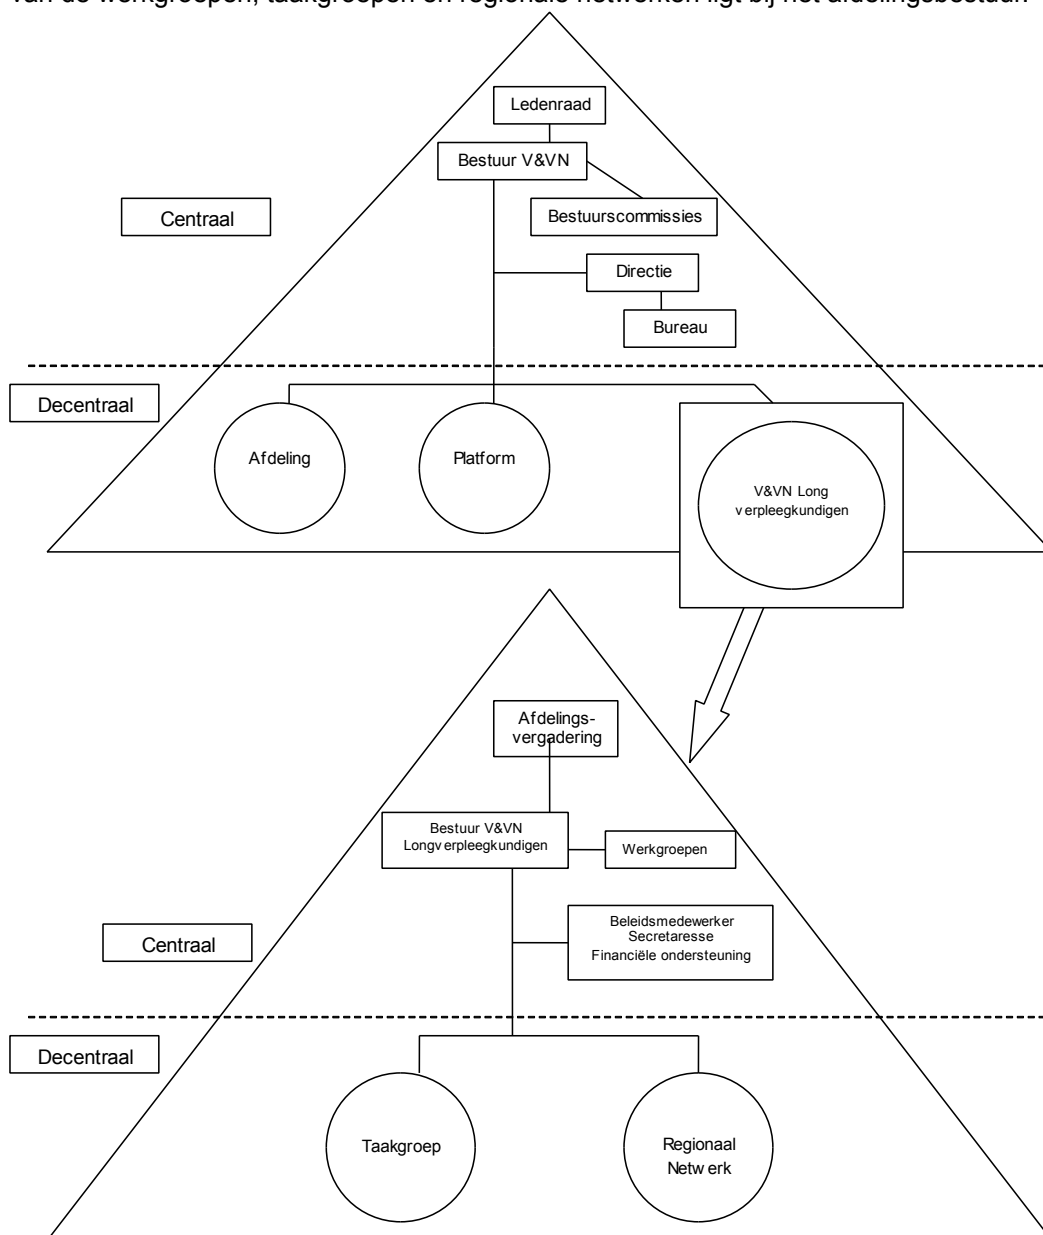 van de werkgroepen, taakgroepen en regionale netwerken ligt bij het afdelingsbestuur.
Ledenraad
Bestuur V&VN
Centraal
Bestuurscommissies
Directie
Bureau
Decentraal
Afdeling
Platform
V&VN Long
verpleegkundigen
Afdelings-
vergadering
Bestuur V&VN
Longverpleegkundigen
Werkgroepen
Beleidsmedewerker
Secretaresse
Financiële ondersteuning
Centraal
Decentraal
Taakgroep
Regionaal
Netwerk